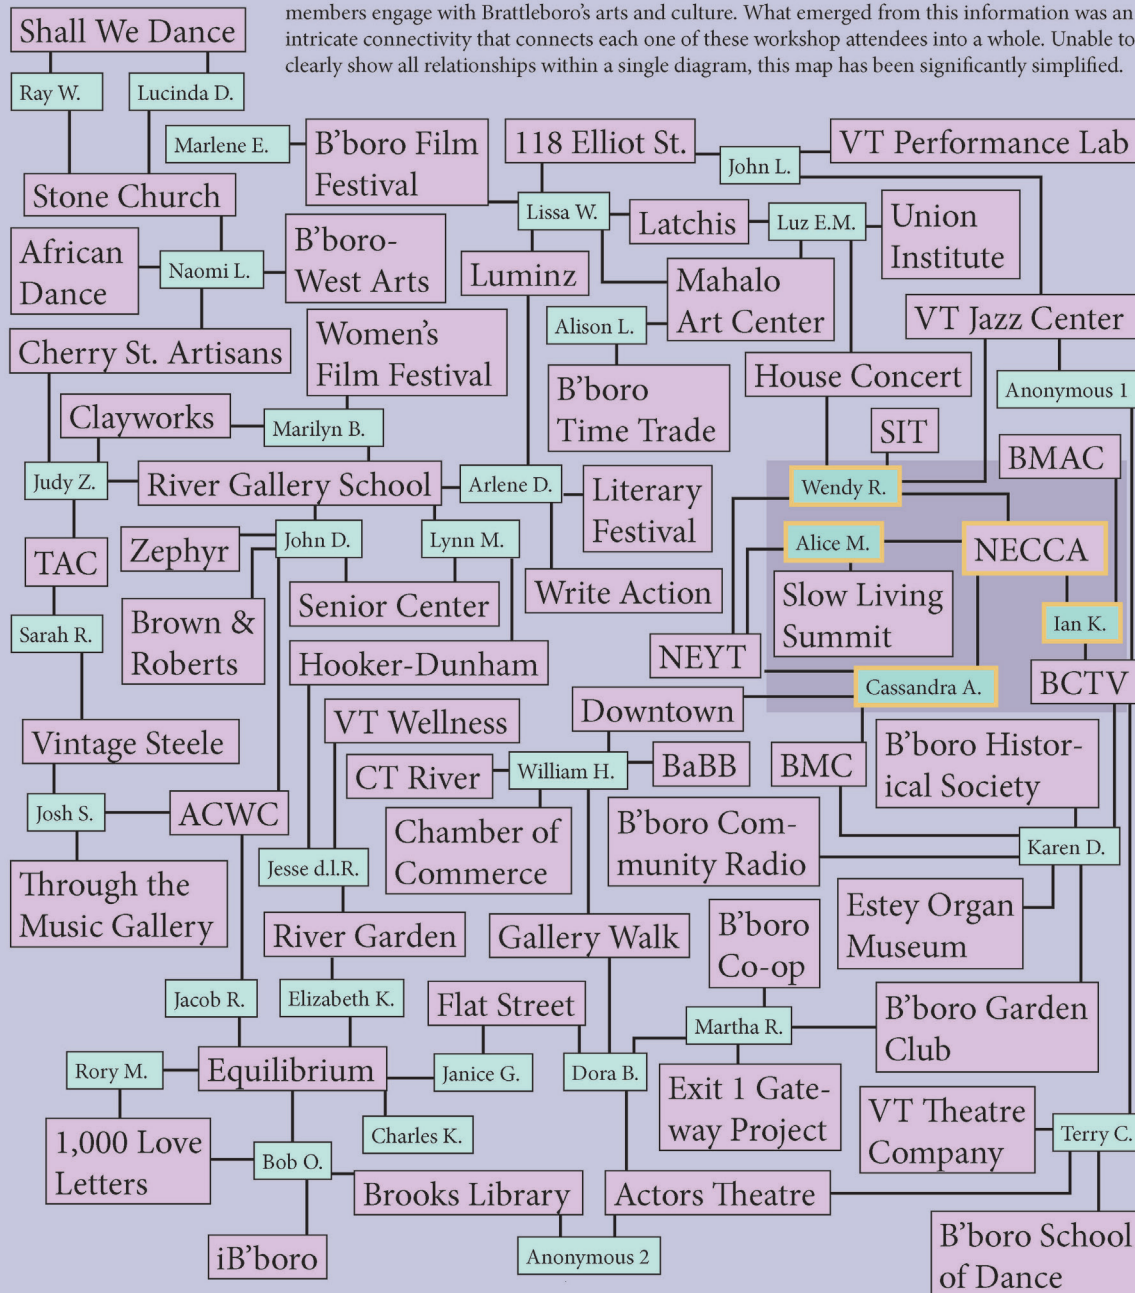 members engage with Brattleboro's arts and culture. What emerged from this information was an
intricate connectivity that connects each one of these workshop attendees into a whole. Unable to
clearly show all relationships within a single diagram, this map has been significantly simplified.
Shall We Dance
Ray W.
Lucinda D.
Marlene E.
B'boro Film
Festival
118 Elliot St.
John L.
VT Performance Lab
Stone Church
Lissa W.
Latchis
Luz E.M.
Union
Institute
African
Dance
Naomi L.
B'boro-
West Arts
Luminz
Mahalo
Art Center
VT Jazz Center
Cherry St. Artisans
Women's
Film Festival
Alison L.
B'boro
Time Trade
House Concert
Anonymous 1
Clayworks
Marilyn B.
SIT
BMAC
Judy Z.
River Gallery School
Arlene D.
Literary
Festival
Wendy R.
TAC
Zephyr
John D.
Lynn M.
Alice M.
NECCA
Brown &
Roberts
Senior Center
Write Action
Slow Living
Summit
Ian K.
Sarah R.
Hooker-Dunham
NEYT
Cassandra A.
BCTV
Vintage Steele
VT Wellness
Downtown
CT River
William H.
BaBB
BMC
B'boro Histor-
ical Society
Josh S.
ACWC
Chamber of
Commerce
B'boro Com-
munity Radio
Karen D.
Through the
Music Gallery
Jesse d.l.R.
River Garden
Gallery Walk
B'boro
Co-op
Estey Organ
Museum
Jacob R.
Elizabeth K.
Flat Street
Martha R.
B'boro Garden
Club
Rory M.
Equilibrium
Janice G.
Dora B.
Exit 1 Gate-
way Project
VT Theatre
Company
Terry C.
1,000 Love
Letters
Charles K.
Bob O.
Brooks Library
Actors Theatre
iB'boro
Anonymous 2
B'boro School
of Dance